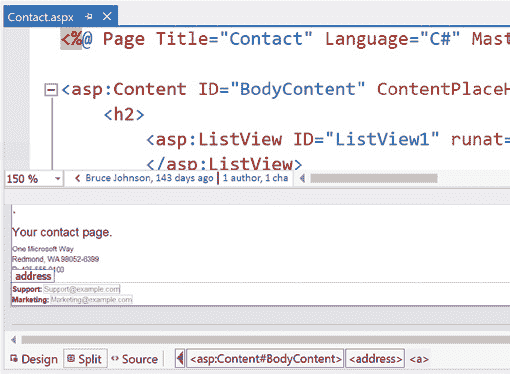 Contact.aspx
<%@ Page Title="Contact" Language="C#" Mast
<asp:Content ID="BodyContent" ContentPlaceH
<h2>
<asp:ListView ID="ListView1" runat=
</asp:ListView>
150 % Bruce Johnson, 143 days ago | 1 author, 1 cha
Your contact page.
One Microsoft Way
Redmond, WA 98052-6399
address
Support: Support@example.com
Marketing: Marketing@example.com
Design Split Source <asp:Content#BodyContent> <address> <a>